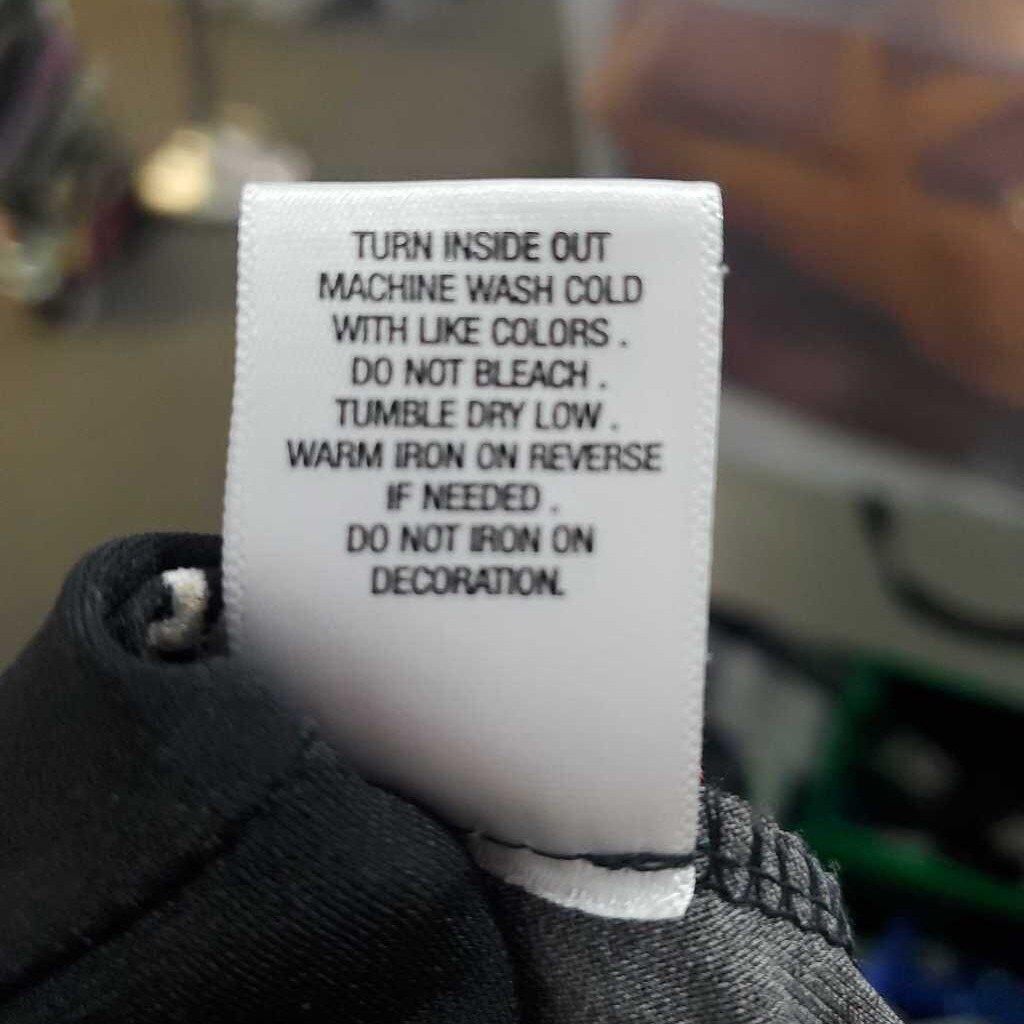 TURN INSIDE OUT
MACHINE WASH COLD
WITH LIKE COLORS .
DO NOT BLEACH .
TUMBLE DRY LOW .
WARM IRON ON REVERSE
IF NEEDED .
DO NOT IRON ON
DECORATION.